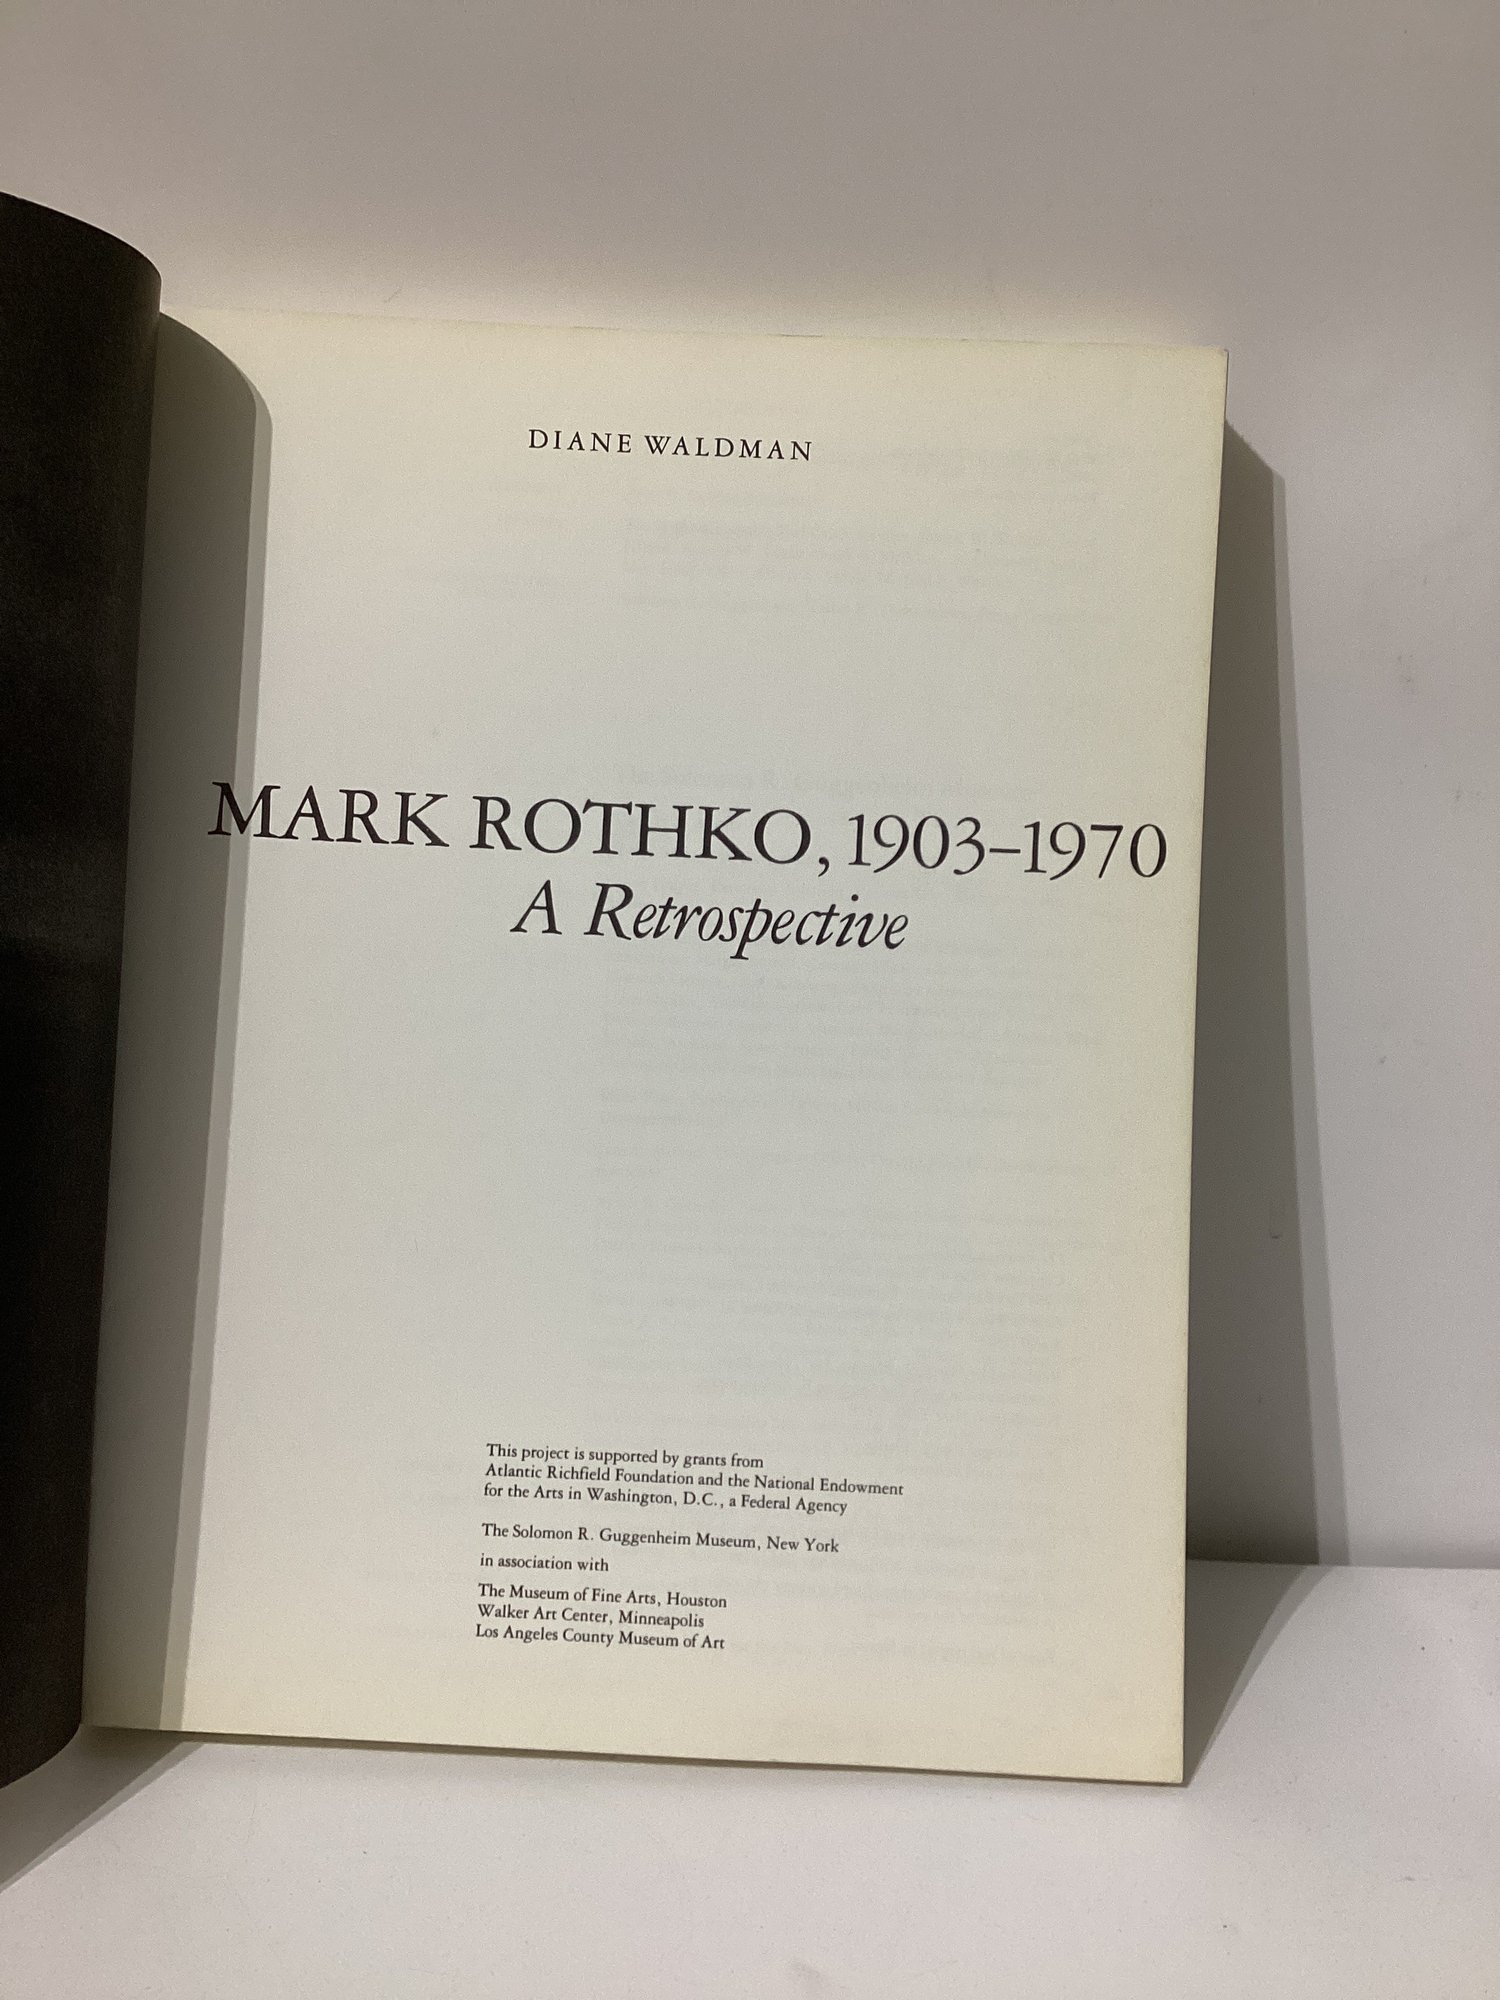 DIANE WALDMAN
MARK ROTHKO, 1903–1970
A Retrospective
This project is supported by grants from
Atlantic Richfield Foundation and the National Endowment
for the Arts in Washington, D.C., a Federal Agency
The Solomon R. Guggenheim Museum, New York
in association with
The Museum of Fine Arts, Houston
Walker Art Center, Minneapolis
Los Angeles County Museum of Art